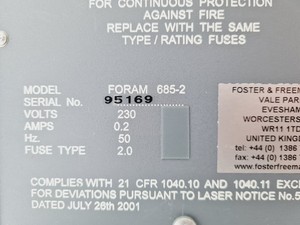 FOR CONTINUOUS PROTECTION
AGAINST FIRE
REPLACE WITH THE SAME
TYPE / RATING FUSES
MODEL FORAM 685-2
SERIAL No. 95169
VOLTS 230
AMPS 0.2
Hz. 50
FUSE TYPE 2.0
FOSTER & FREEM
VALE PAR
EVESHAM
WORCESTERS
WR11 1TD
UNITED KINGD
tel: +44 (0) 1386
fax: +44 (0) 1386
www.fosterfreema
COMPLIES WITH 21 CFR 1040.10 AND 1040.11 EXC
FOR DEVIATIONS PURSUANT TO LASER NOTICE No.5
DATED JULY 26th 2001